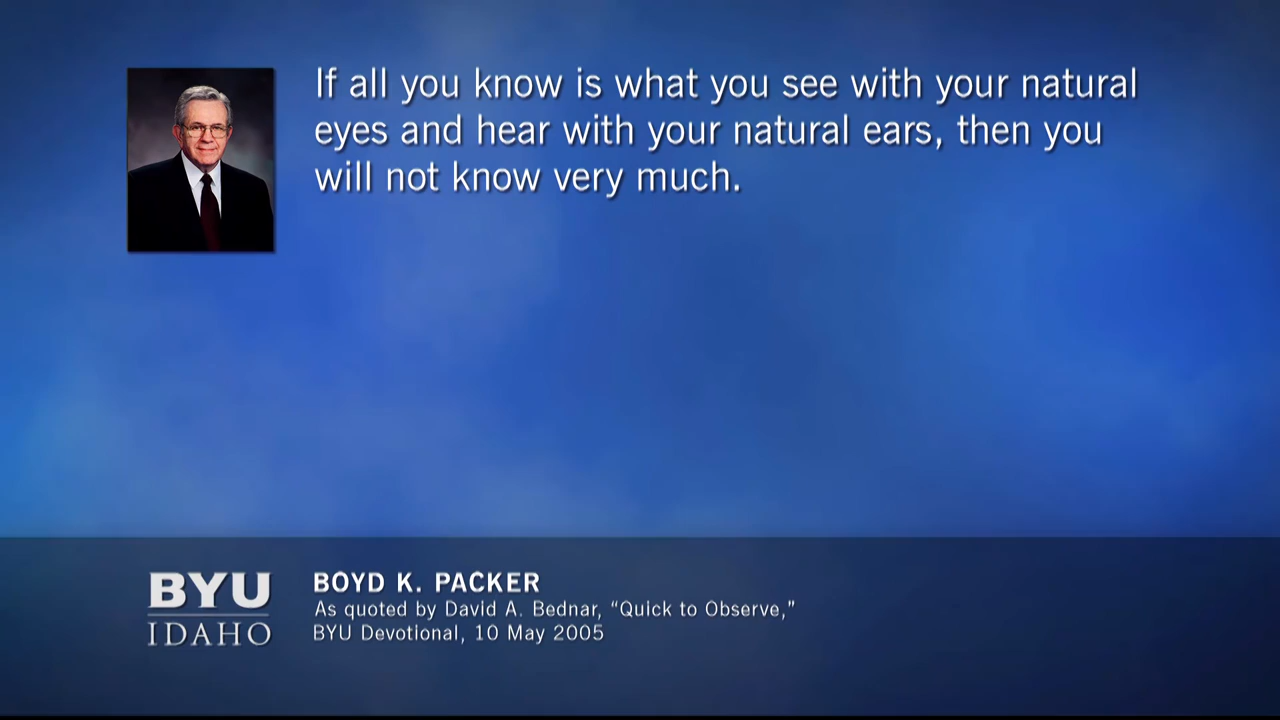 If all you know is what you see with your natural
eyes and hear with your natural ears, then you
will not know very much.
BYU
IDAHO
BOYD K. PACKER
As quoted by David A. Bednar, “Quick to Observe,”
BYU Devotional, 10 May 2005